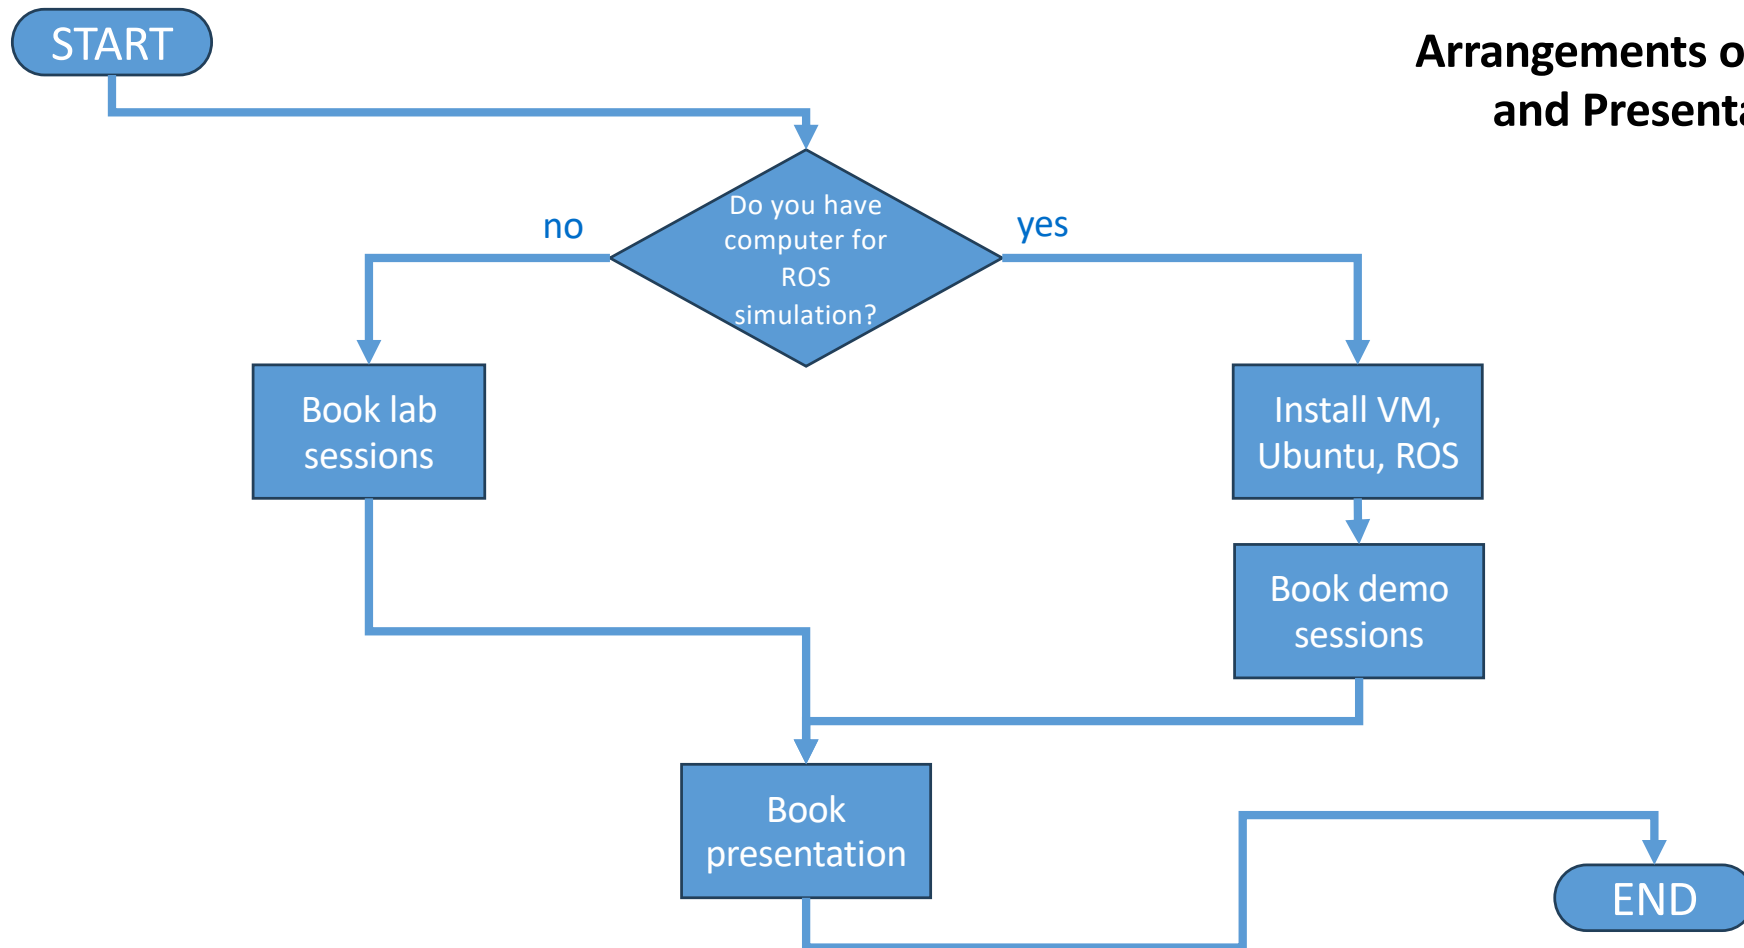 START
Arrangements o
and Presenta
Do you have
computer for
ROS
simulation?
no
yes
Book lab
sessions
Install VM,
Ubuntu, ROS
Book demo
sessions
Book
presentation
END